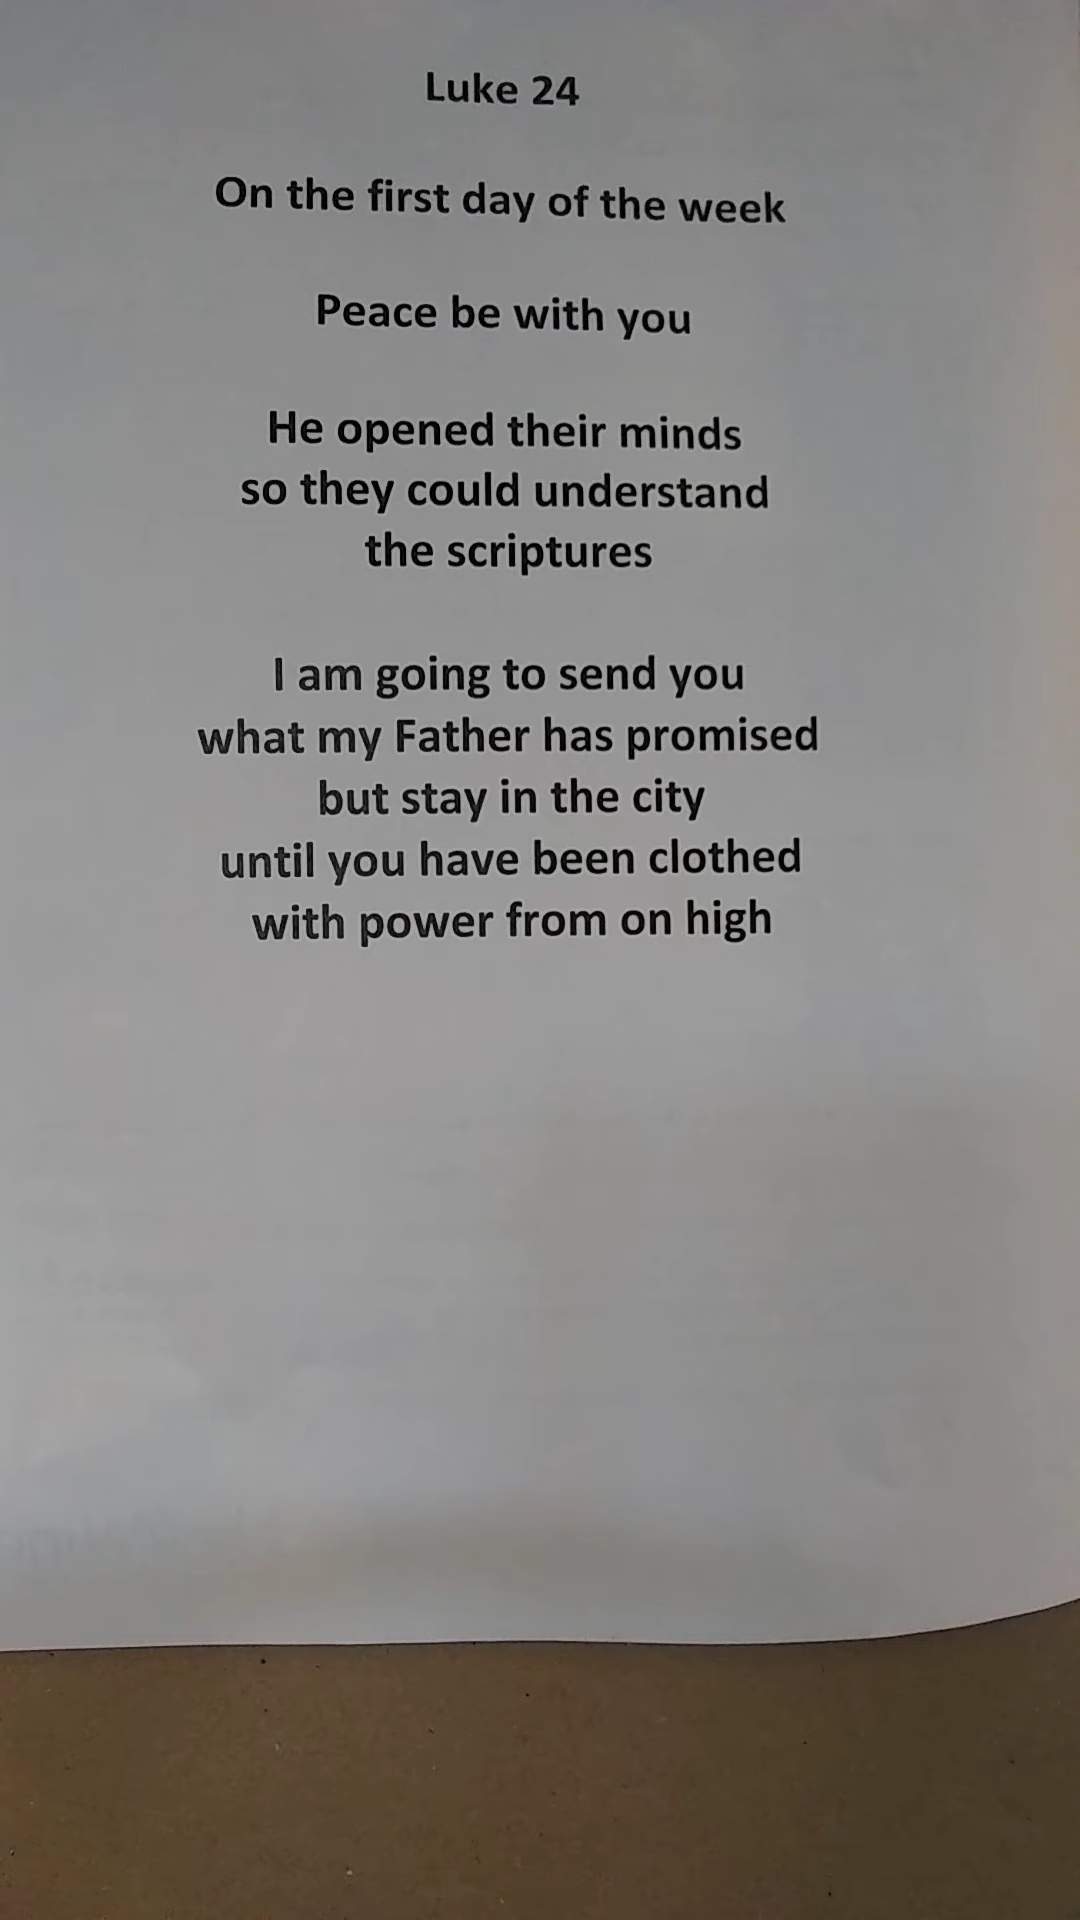 Luke 24
On the first day of the week
Peace be with you
He opened their minds
so they could understand
the scriptures
I am going to send you
what my Father has promised
but stay in the city
until you have been clothed
with power from on high